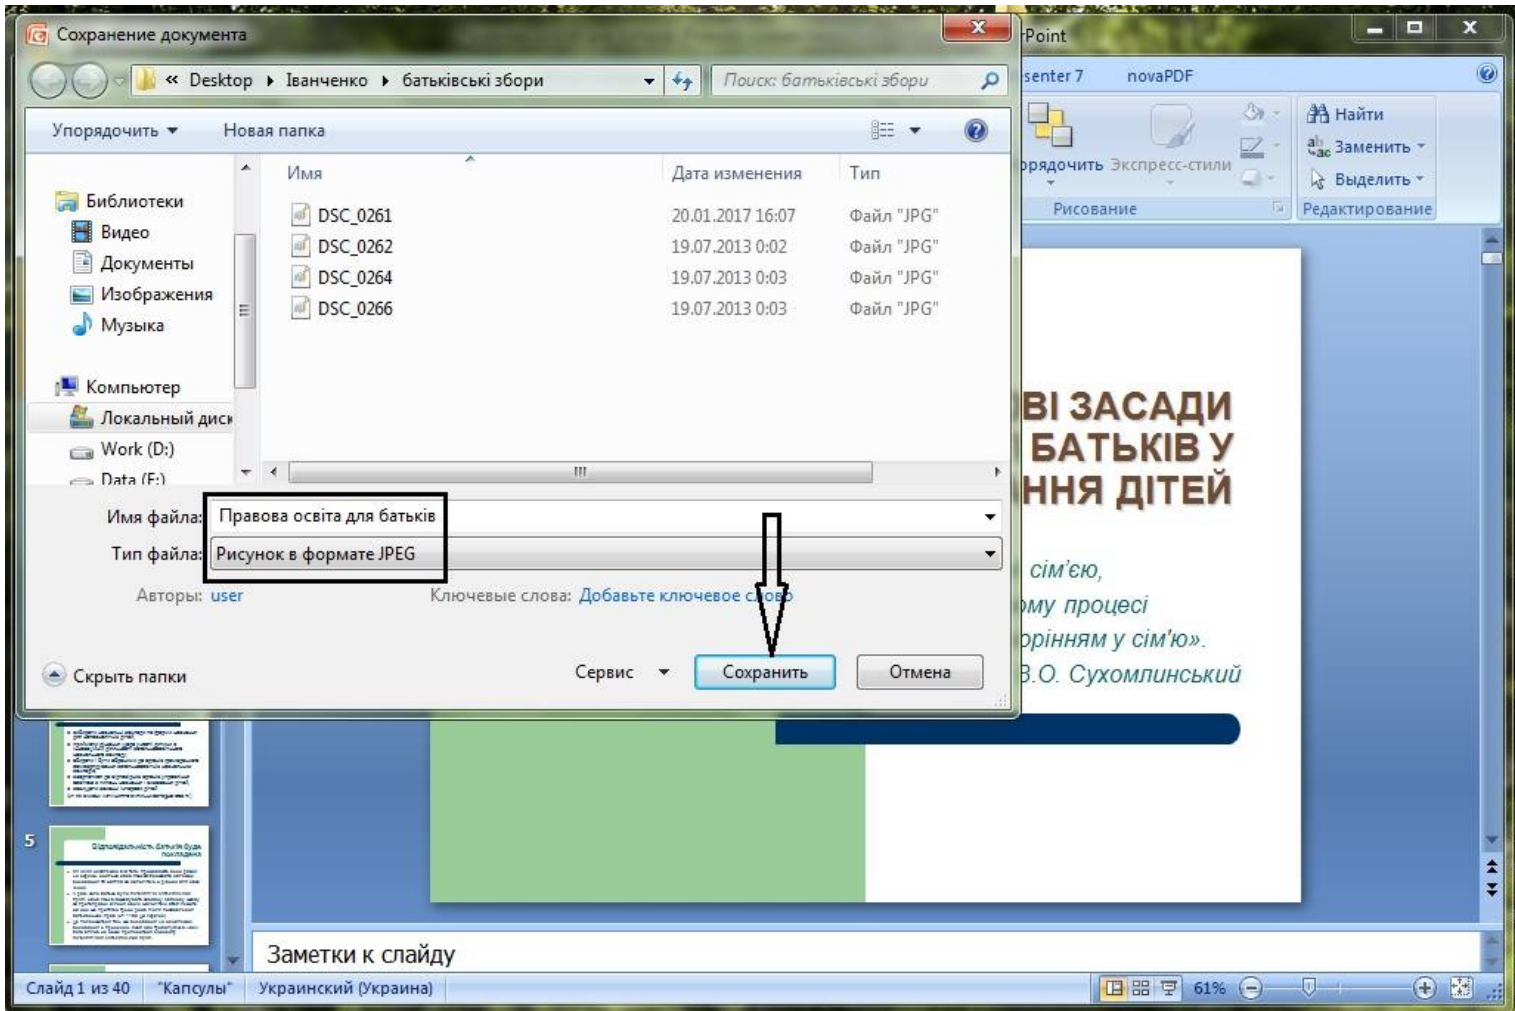 Сохранение документа
rPoint
« Desktop Іванченко батьківські збори
Поиск: батьківські збори
senter 7 novaPDF
Упорядочить Новая папка
Имя Дата изменения Тип
Библиотеки
Видео
Документы
Изображения
Музыка
Компьютер
Локальный диск
Work (D:)
Data (E:)
DSC_0261 20.01.2017 16:07 Файл "JPG"
DSC_0262 19.07.2013 0:02 Файл "JPG"
DSC_0264 19.07.2013 0:03 Файл "JPG"
DSC_0266 19.07.2013 0:03 Файл "JPG"
Имя файла: Правова освіта для батьків
Тип файла: Рисунок в формате JPEG
Авторы: user Ключевые слова: Добавьте ключевое слово
Скрыть папки Сервис Сохранить Отмена
орядочить Экспресс-стили
Рисование
Найти
Заменить
Выделить
Редактирование
ВІ ЗАСАДИ
БАТЬКІВ У
ННЯ ДІТЕЙ
сім'єю,
ому процесі
орінням у сім'ю».
В.О. Сухомлинський
5
Відповідальність батьків буде
покладена
Заметки к слайду
Слайд 1 из 40 "Капсулы" Украинский (Украина) 61%